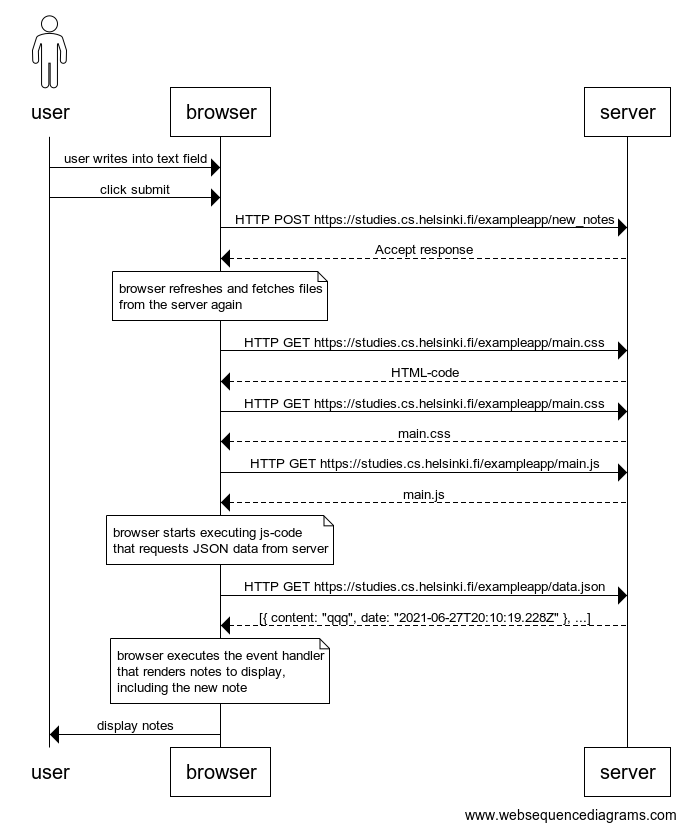 user
browser
server
user writes into text field
click submit
HTTP POST https://studies.cs.helsinki.fi/exampleapp/new_notes
Accept response
browser refreshes and fetches files
from the server again
HTTP GET https://studies.cs.helsinki.fi/exampleapp/main.css
HTML-code
HTTP GET https://studies.cs.helsinki.fi/exampleapp/main.css
main.css
HTTP GET https://studies.cs.helsinki.fi/exampleapp/main.js
main.js
browser starts executing js-code
that requests JSON data from server
HTTP GET https://studies.cs.helsinki.fi/exampleapp/data.json
[{ content: "qqq", date: "2021-06-27T20:10:19.228Z" }, ...]
browser executes the event handler
that renders notes to display,
including the new note
display notes
user
browser
server
www.websequencediagrams.com